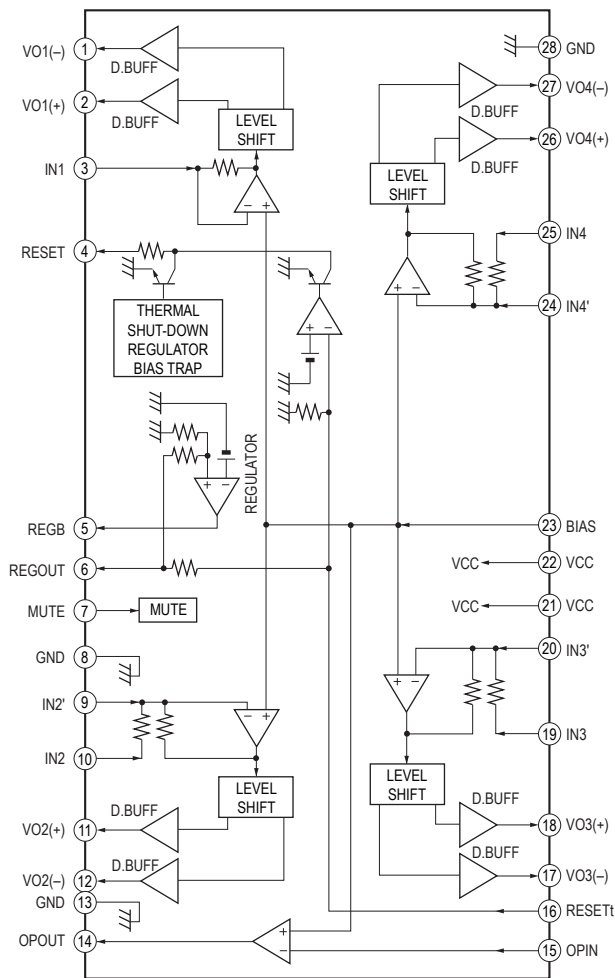 VO1(–) 1
D.BUFF
VO1(+) 2
D.BUFF
LEVEL
SHIFT
IN1 3
– +
RESET 4
THERMAL
SHUT-DOWN
REGULATOR
BIAS TRAP
+ –
REGULATOR
+ –
REGB 5
REGOUT 6
MUTE 7
MUTE
GND 8
IN2' 9
– +
IN2 10
LEVEL
SHIFT
D.BUFF
VO2(+) 11
D.BUFF
VO2(–) 12
GND 13
OPOUT 14
+
–
28 GND
27 VO4(–)
D.BUFF
26 VO4(+)
D.BUFF
LEVEL
SHIFT
25 IN4
+ –
24 IN4'
23 BIAS
VCC 22 VCC
VCC 21 VCC
20 IN3'
+ –
19 IN3
LEVEL
SHIFT
D.BUFF
18 VO3(+)
D.BUFF
17 VO3(–)
16 RESETt
15 OPIN